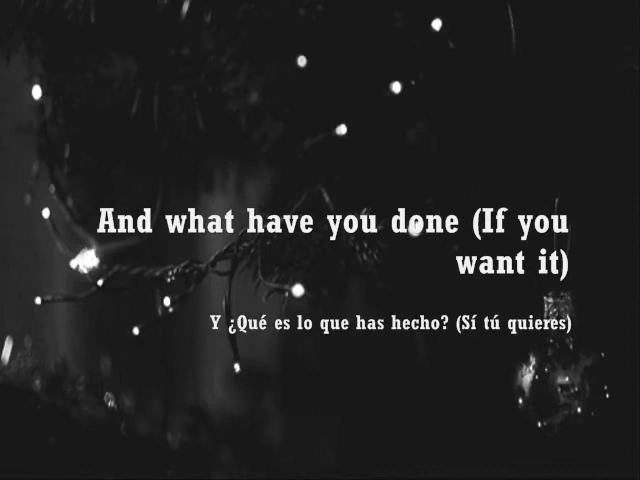 And what have you done (If you
want it)
Y ¿Qué es lo que has hecho? (Sí tú quieres)